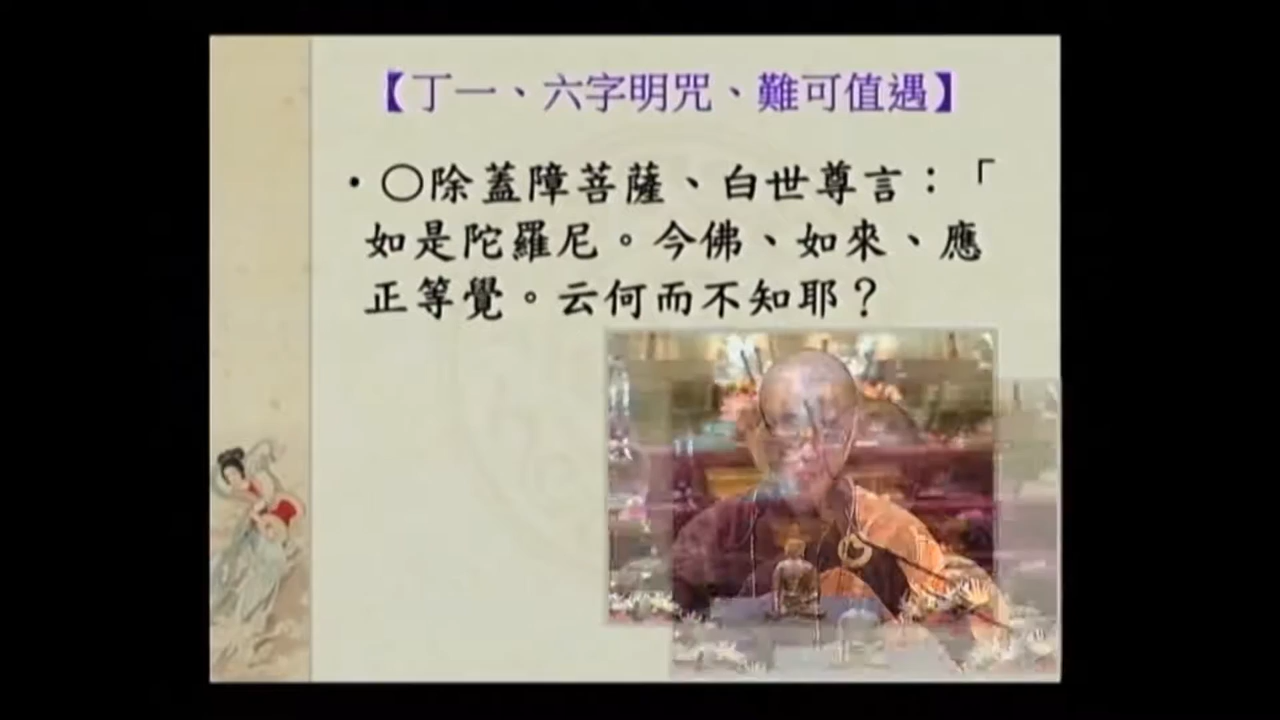 【丁一、六字明咒、難可值遇】
•〇除蓋障菩薩、白世尊言：「
如是陀羅尼。今佛、如來、應
正等覺。云何而不知耶？